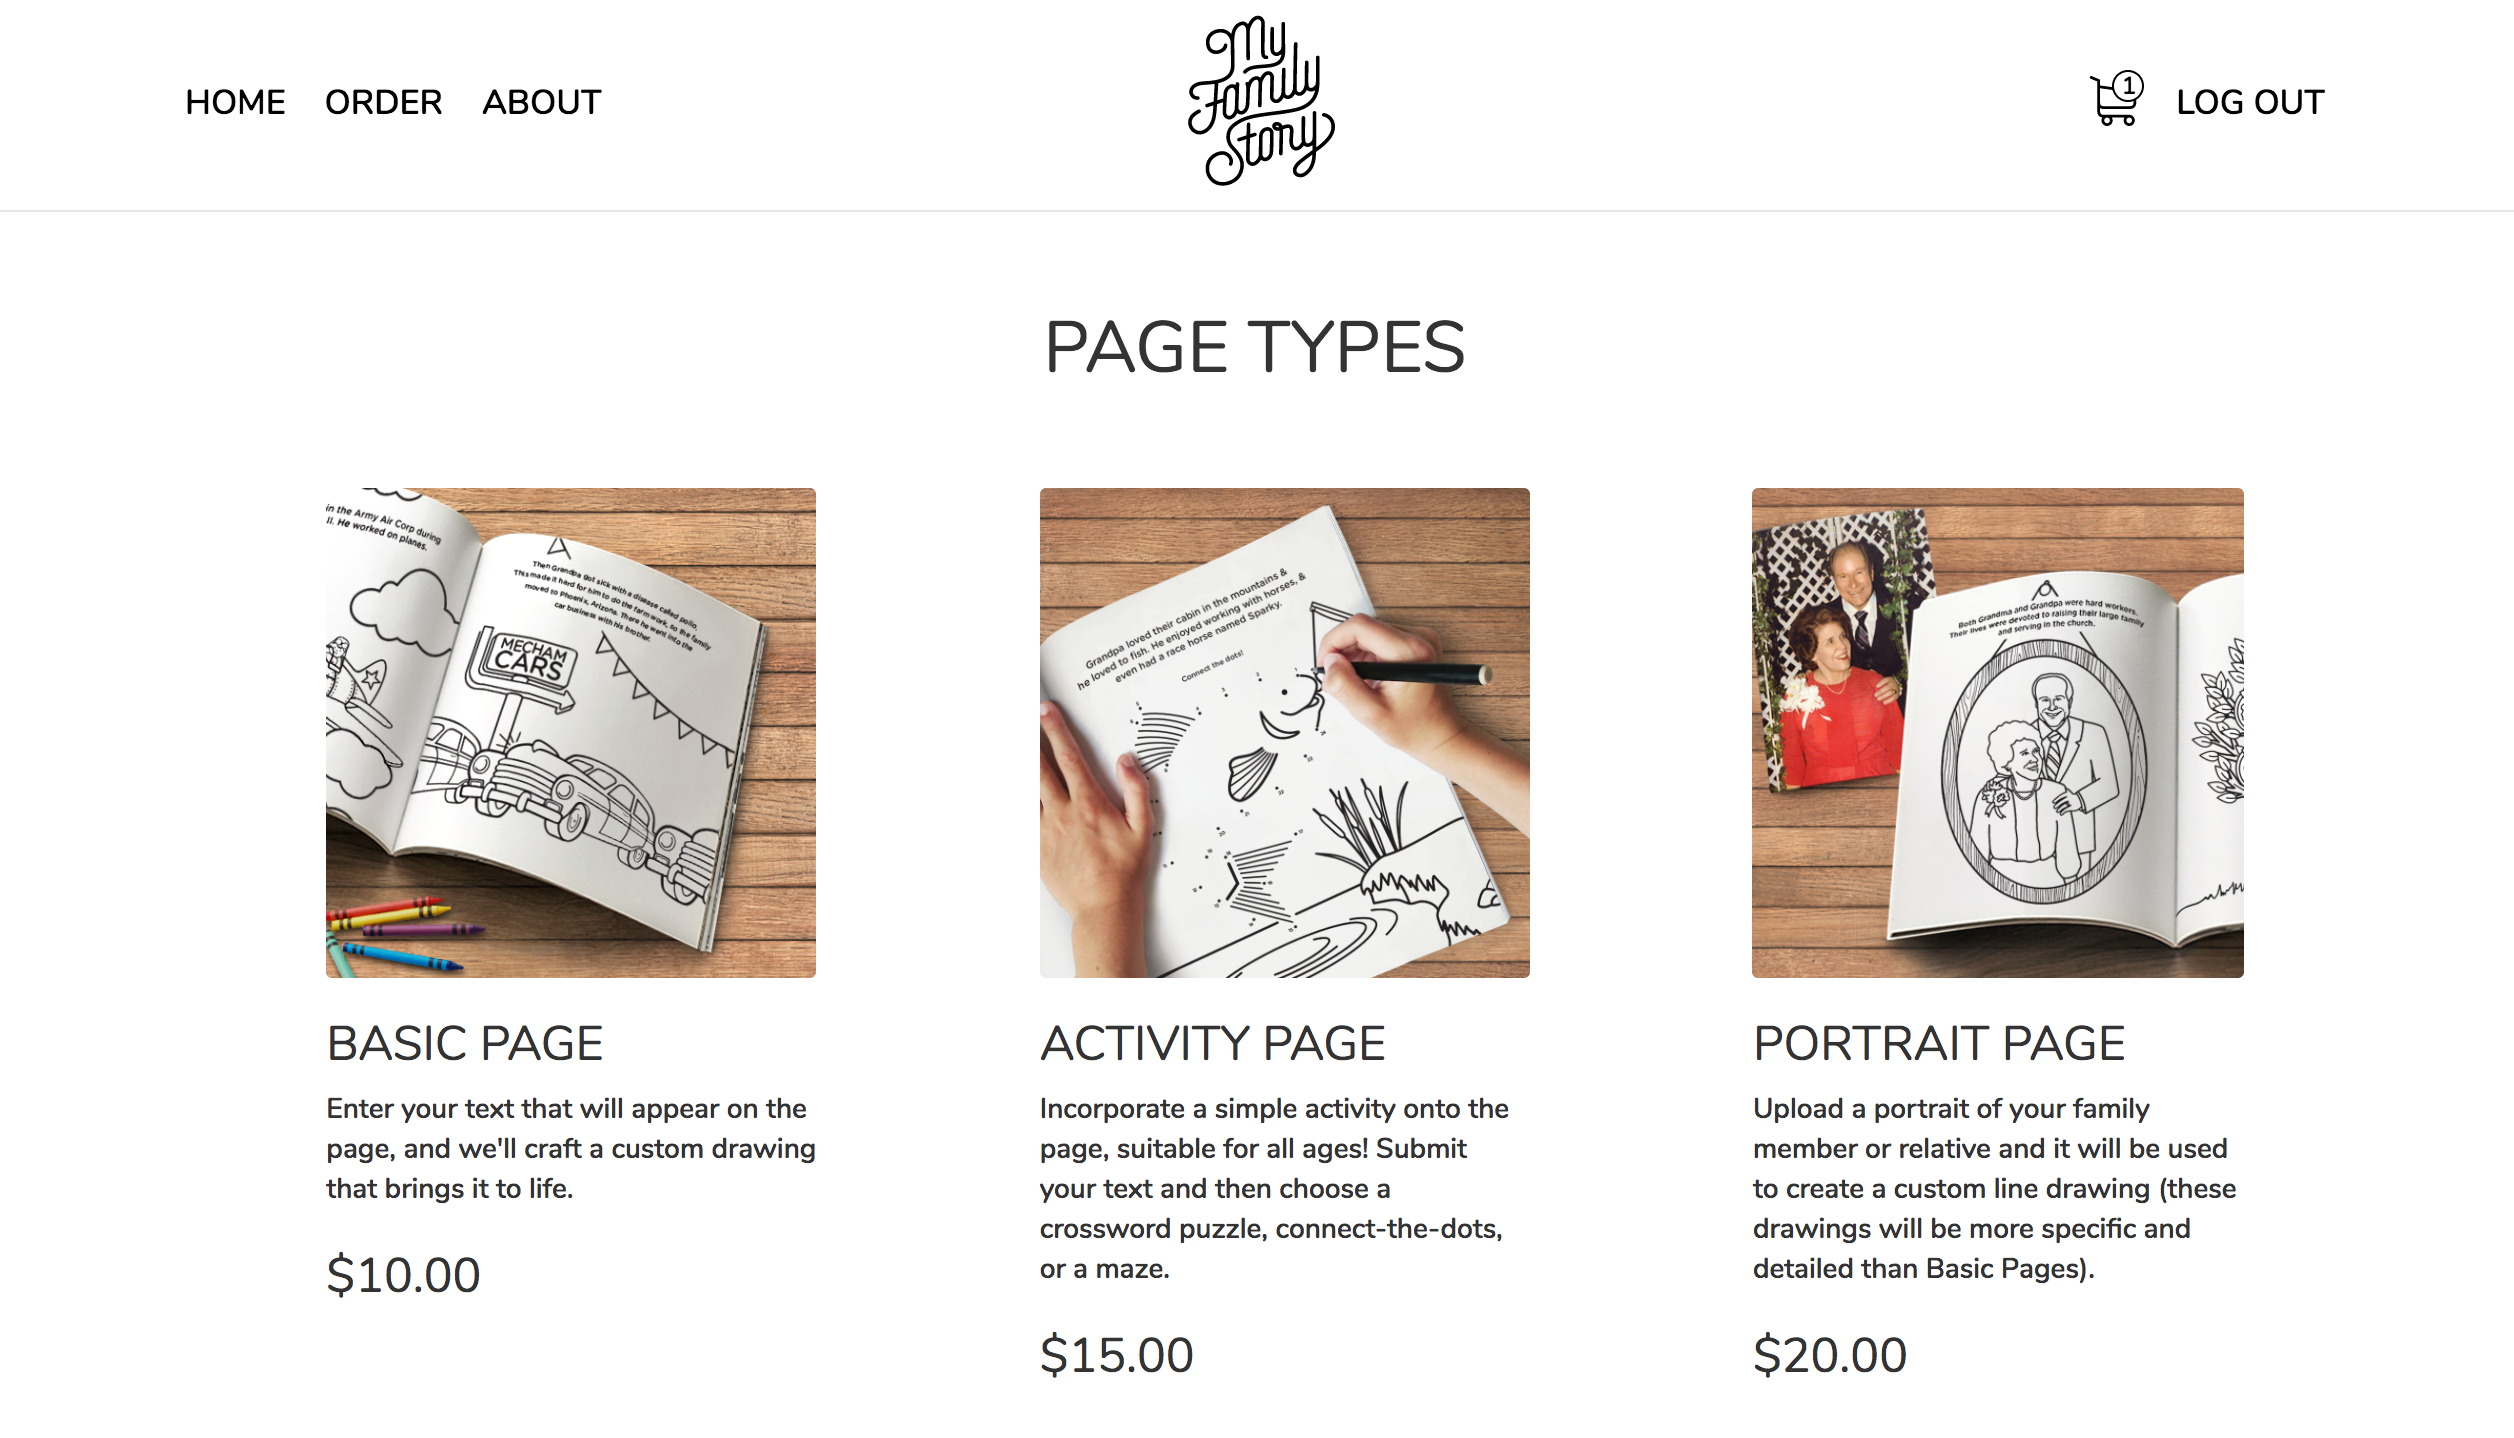 HOME ORDER ABOUT
My
Family
Story
1
LOG OUT
PAGE TYPES
in the Army Air Corp during
ll. He worked on planes.
Then Grandpa got sick with a disease called polio.
This made it hard for him to do the farm work, so the family
moved to Phoenix, Arizona. There he went into the
car business with his brother.
MECHAM
CARS
Grandpa loved their cabin in the mountains &
he loved to fish. He enjoyed working with horses, &
even had a race horse named Sparky.
Connect the dots!
Both Grandma and Grandpa were hard workers.
Their lives were devoted to raising their large family
and serving in the church.
BASIC PAGE
Enter your text that will appear on the
page, and we'll craft a custom drawing
that brings it to life.
$10.00
ACTIVITY PAGE
Incorporate a simple activity onto the
page, suitable for all ages! Submit
your text and then choose a
crossword puzzle, connect-the-dots,
or a maze.
$15.00
PORTRAIT PAGE
Upload a portrait of your family
member or relative and it will be used
to create a custom line drawing (these
drawings will be more specific and
detailed than Basic Pages).
$20.00